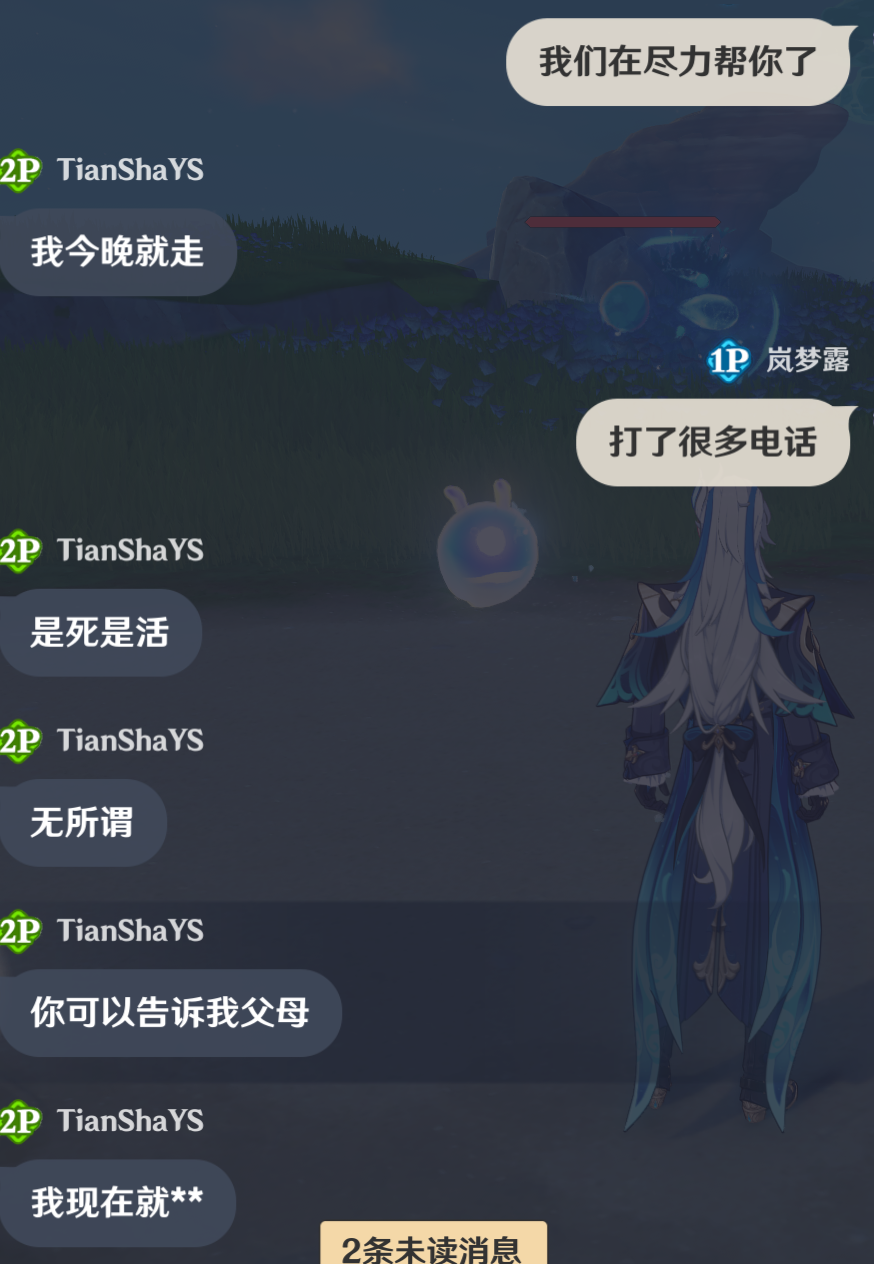 我们在尽力帮你了
2P TianShaYS
我今晚就走
1P 岚梦露
打了很多电话
2P TianShaYS
是死是活
2P TianShaYS
无所谓
2P TianShaYS
你可以告诉我父母
2P TianShaYS
我现在就**
2条未读消息